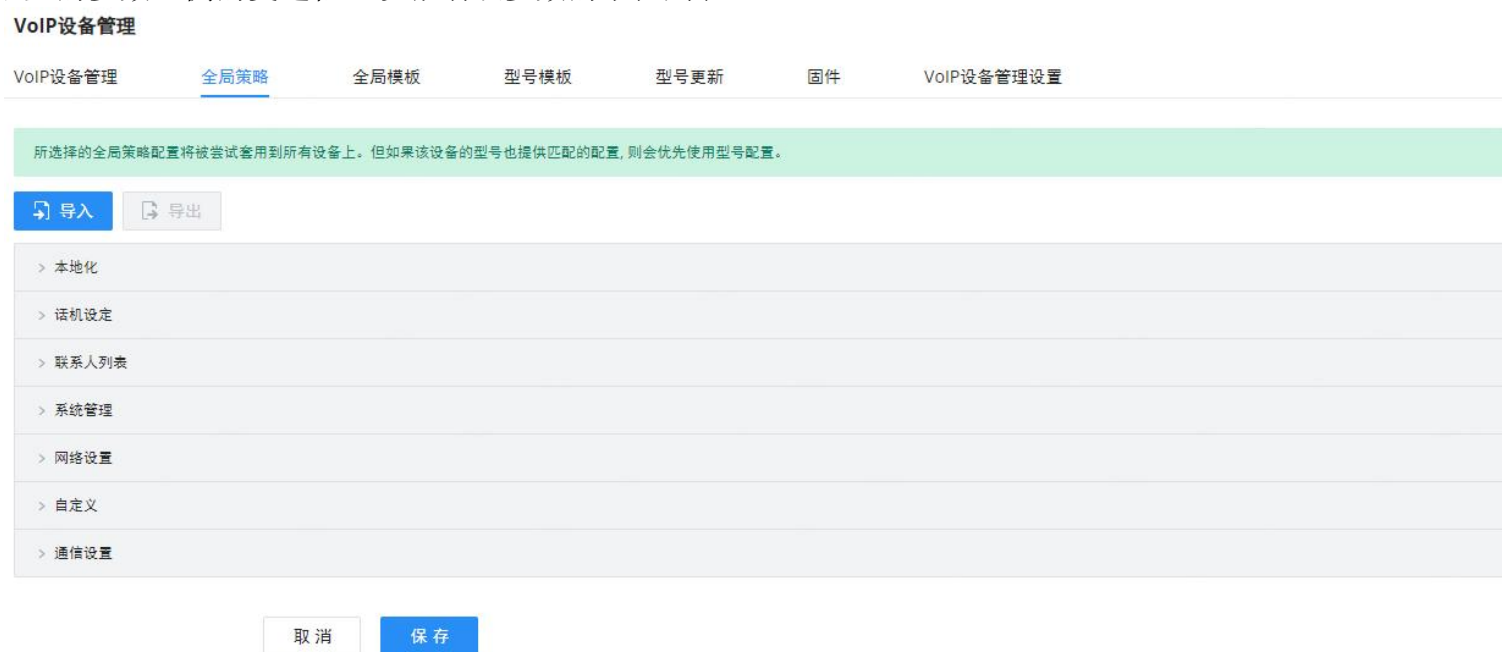 VoIP设备管理
VoIP设备管理 全局策略 全局模板 型号模板 型号更新 固件 VoIP设备管理设置
所选择的全局策略配置将被尝试套用到所有设备上。但如果该设备的型号也提供匹配的配置, 则会优先使用型号配置。
导入 导出
> 本地化
> 话机设定
> 联系人列表
> 系统管理
> 网络设置
> 自定义
> 通信设置
取消 保存